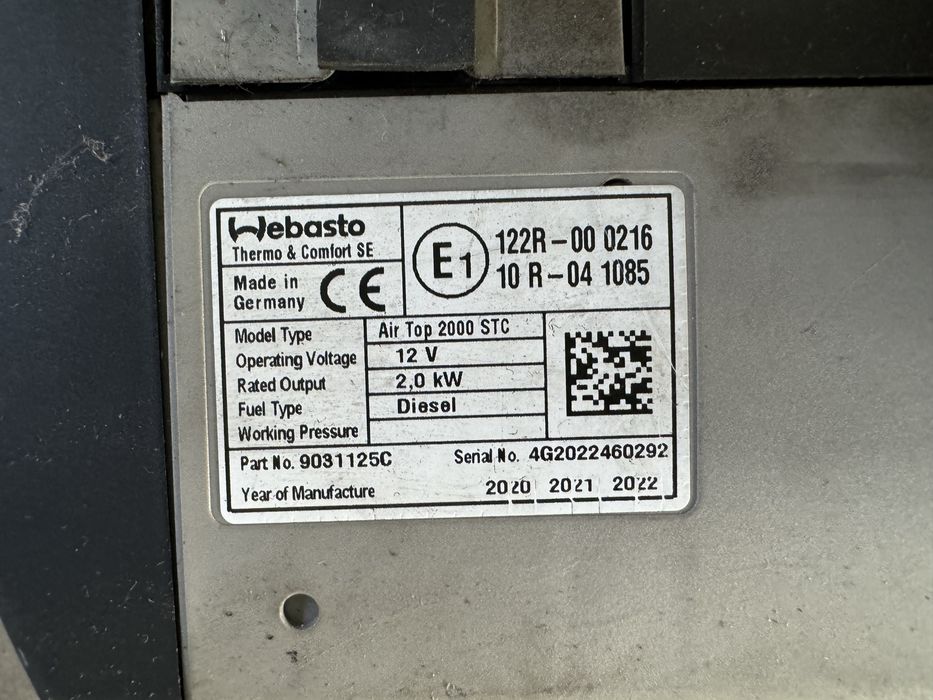 Webasto
Thermo & Comfort SE
Made in
Germany
CE
E1
122R-00 0216
10 R-04 1085
Model Type Air Top 2000 STC
Operating Voltage 12 V
Rated Output 2,0 kW
Fuel Type Diesel
Working Pressure
Part No. 9031125C Serial No. 4G2022460292
Year of Manufacture 2020 2021 2022